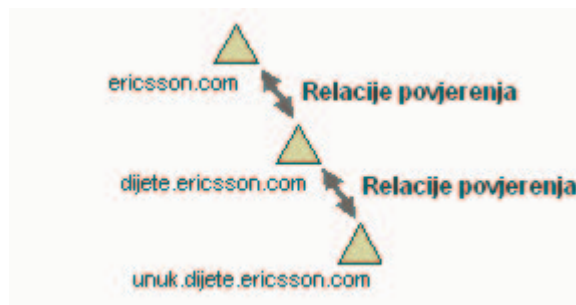 ericsson.com
Relacije povjerenja
dijete.ericsson.com
Relacije povjerenja
unuk.dijete.ericsson.com